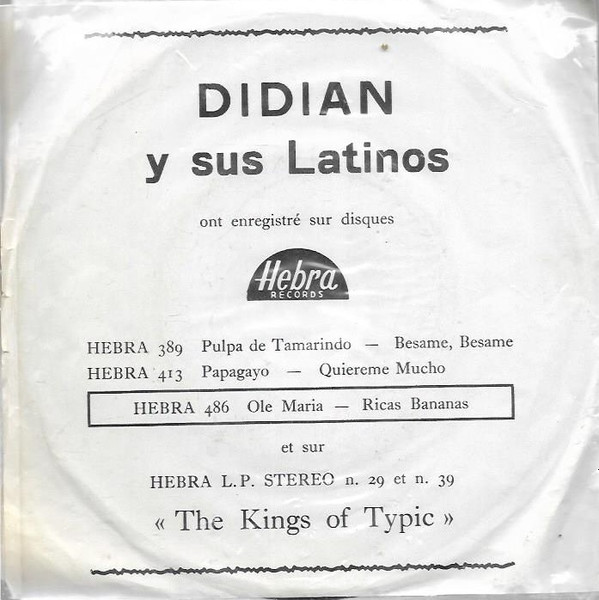 DIDIAN
y sus Latinos
ont enregistré sur disques
Hebra
RECORDS
HEBRA 389 Pulpa de Tamarindo — Besame, Besame
HEBRA 413 Papagayo — Quiereme Mucho
HEBRA 486 Ole Maria — Ricas Bananas
et sur
HEBRA L.P. STEREO n. 29 et n. 39
« The Kings of Typic »